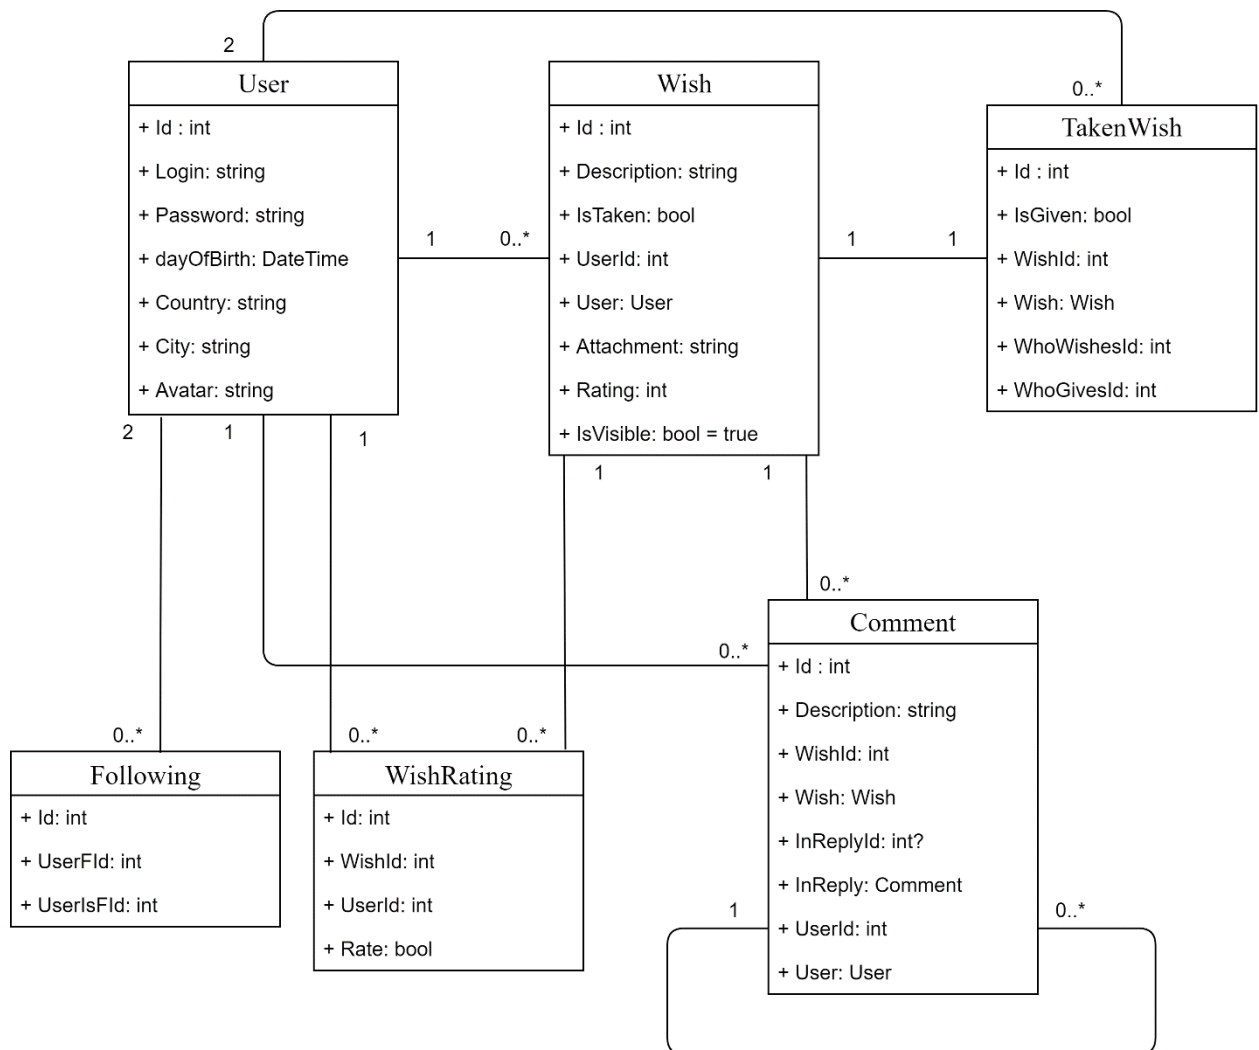 2
User
+ Id : int
+ Login: string
+ Password: string
+ dayOfBirth: DateTime
+ Country: string
+ City: string
+ Avatar: string
1
0..*
Wish
+ Id : int
+ Description: string
+ IsTaken: bool
+ UserId: int
+ User: User
+ Attachment: string
+ Rating: int
+ IsVisible: bool = true
1
1
0..*
TakenWish
+ Id : int
+ IsGiven: bool
+ WishId: int
+ Wish: Wish
+ WhoWishesId: int
+ WhoGivesId: int
2
1
1
1
1
0..*
0..*
0..*
0..*
0..*
Following
+ Id: int
+ UserFId: int
+ UserIsFId: int
WishRating
+ Id: int
+ WishId: int
+ UserId: int
+ Rate: bool
Comment
+ Id : int
+ Description: string
+ WishId: int
+ Wish: Wish
+ InReplyId: int?
+ InReply: Comment
+ UserId: int
+ User: User
1
0..*